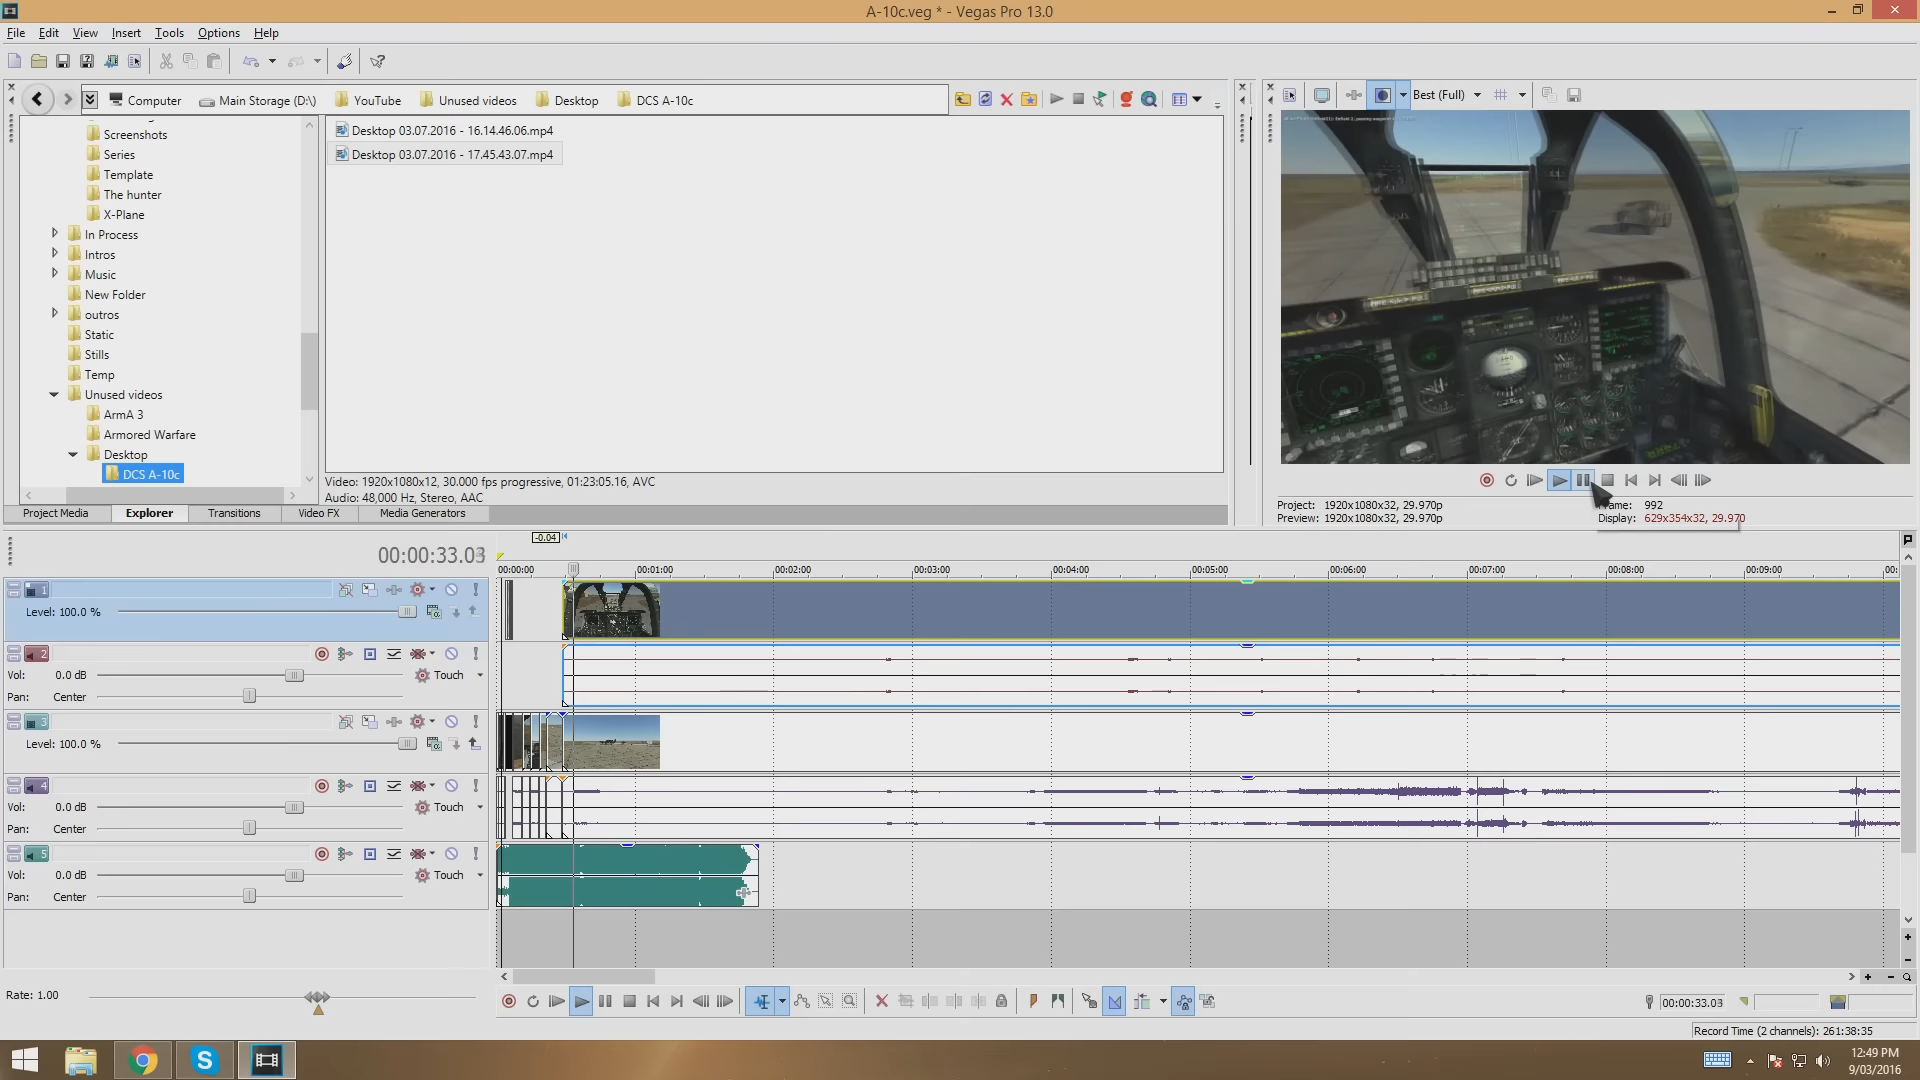 A-10c.veg * - Vegas Pro 13.0
File Edit View Insert Tools Options Help
Computer Main Storage (D:\) YouTube Unused videos Desktop DCS A-10c
Best (Full)
Screenshots
Series
Template
The hunter
X-Plane
In Process
Intros
Music
New Folder
outros
Static
Stills
Temp
Unused videos
ArmA 3
Armored Warfare
Desktop
DCS A-10c
Desktop 03.07.2016 - 16.14.46.06.mp4
Desktop 03.07.2016 - 17.45.43.07.mp4
Video: 1920x1080x12, 30.000 fps progressive, 01:23:05.16, AVC
Audio: 48,000 Hz, Stereo, AAC
Project Media Explorer Transitions Video FX Media Generators
Project: 1920x1080x32, 29.970p
Preview: 1920x1080x32, 29.970p
992
Display: 629x354x32, 29.970
-0.04
00:00:33.03
00:00:00 00:01:00 00:02:00 00:03:00 00:04:00 00:05:00 00:06:00 00:07:00 00:08:00 00:09:00 00:
1
Level: 100.0 %
2
Vol: 0.0 dB Touch
Pan: Center
3
Level: 100.0 %
4
Vol: 0.0 dB Touch
Pan: Center
5
Vol: 0.0 dB Touch
Pan: Center
Rate: 1.00
00:00:33.03
Record Time (2 channels): 261:38:35
12:49 PM
9/03/2016